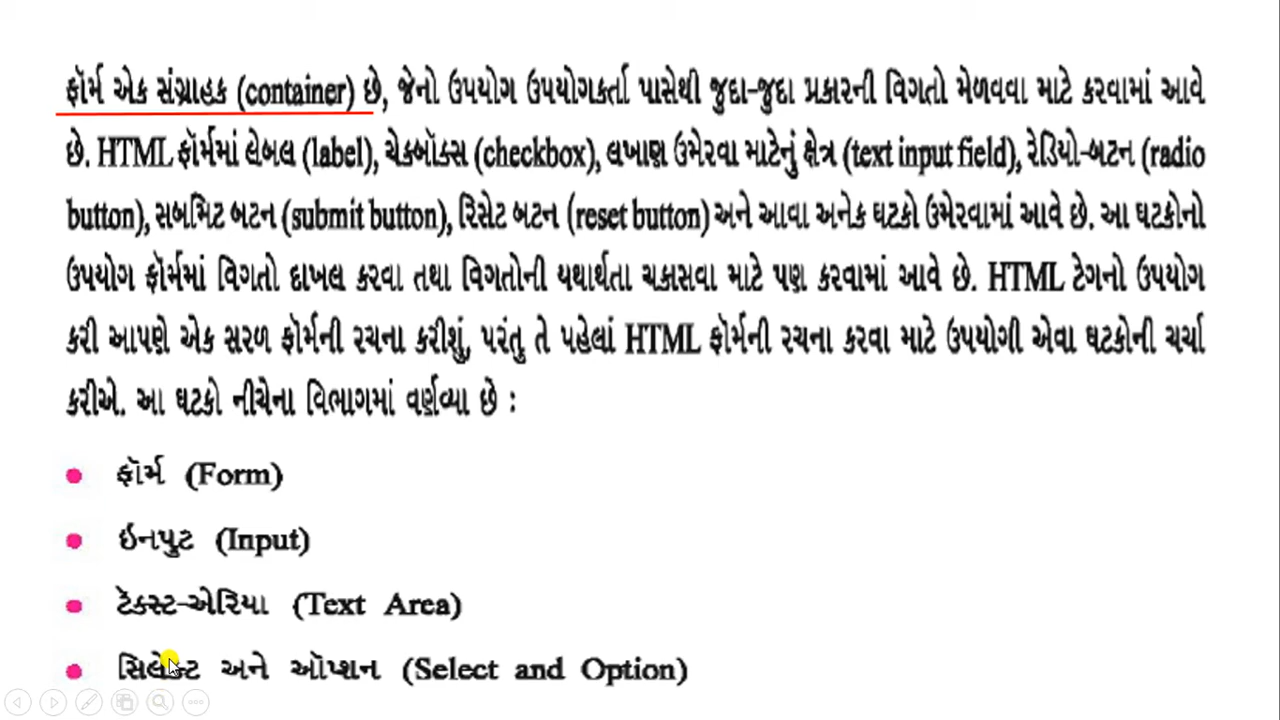 ફૉર્મ એક સંગ્રાહક (container) છે, જેનો ઉપયોગ ઉપયોગકર્તા પાસેથી જુદા-જુદા પ્રકારની વિગતો મેળવવા માટે કરવામાં આવે
છે. HTML ફૉર્મમાં લેબલ (label), ચેકબૉક્સ (checkbox), લખાણ ઉમેરવા માટેનું ક્ષેત્ર (text input field), રેડિયો-બટન (radio
button), સબમિટ બટન (submit button), રિસેટ બટન (reset button) અને આવા અનેક ઘટકો ઉમેરવામાં આવે છે. આ ઘટકોનો
ઉપયોગ ફૉર્મમાં વિગતો દાખલ કરવા તથા વિગતોની યથાર્થતા ચકાસવા માટે પણ કરવામાં આવે છે. HTML ટેગનો ઉપયોગ
કરી આપણે એક સરળ ફૉર્મની રચના કરીશું, પરંતુ તે પહેલાં HTML ફૉર્મની રચના કરવા માટે ઉપયોગી એવા ઘટકોની ચર્ચા
કરીએ. આ ઘટકો નીચેના વિભાગમાં વર્ણવ્યા છે :
• ફૉર્મ (Form)
• ઇનપુટ (Input)
• ટેક્સ્ટ-એરિયા (Text Area)
• સિલેક્ટ અને ઑપ્શન (Select and Option)